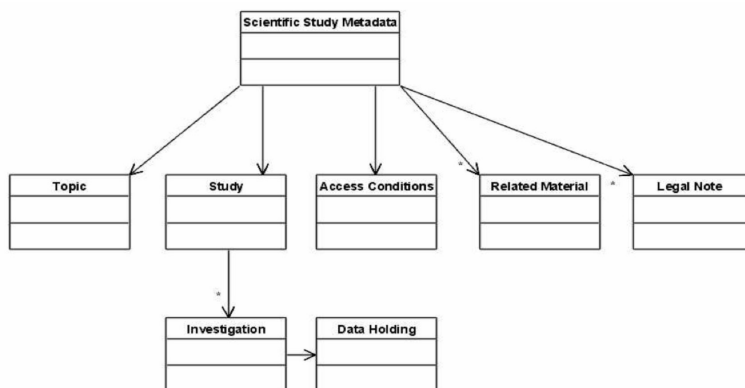 Scientific Study Metadata
Topic
Study
Access Conditions
*
Related Material
*
Legal Note
*
Investigation
Data Holding